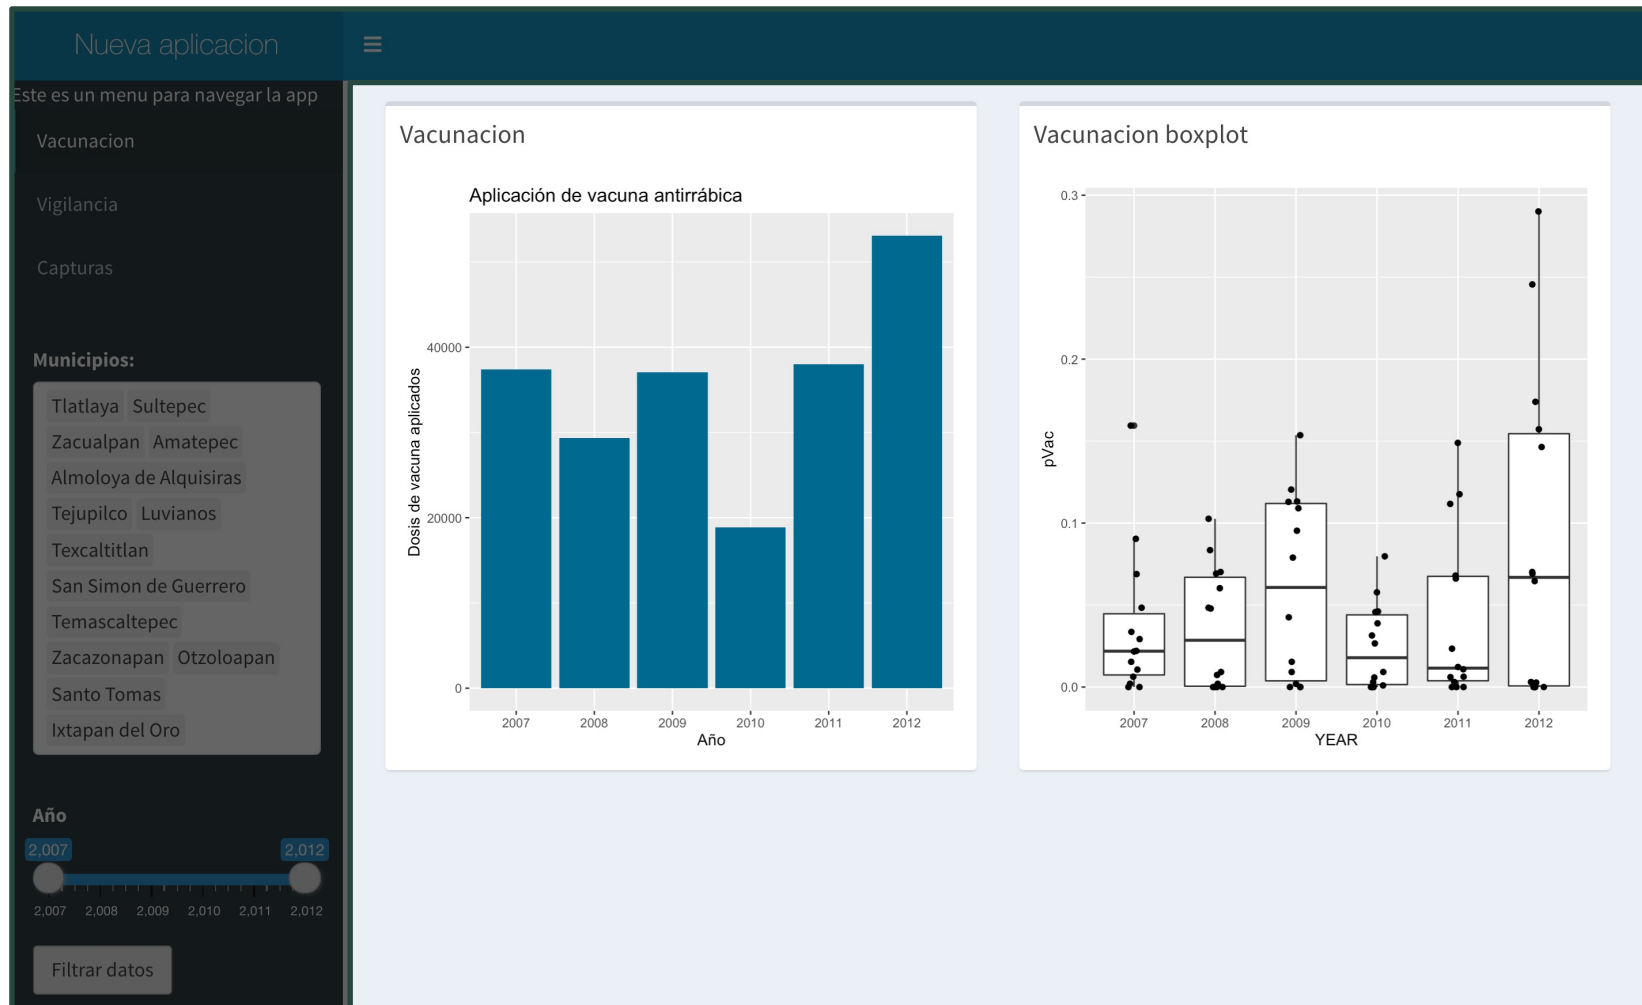 Nueva aplicacion
Este es un menu para navegar la app
Vacunacion
Vigilancia
Capturas
Municipios:
Tlatlaya Sultepec
Zacualpan Amatepec
Almoloya de Alquisiras
Tejupilco Luvianos
Texcaltitlan
San Simon de Guerrero
Temascaltepec
Zacazonapan Otzoloapan
Santo Tomas
Ixtapan del Oro
Año
2,007 2,012
2,007 2,008 2,009 2,010 2,011 2,012
Filtrar datos
Vacunacion
Aplicación de vacuna antirrábica
Dosis de vacuna aplicados
40000
20000
0
2007 2008 2009 2010 2011 2012
Año
Vacunacion boxplot
pVac
0.3
0.2
0.1
0.0
2007 2008 2009 2010 2011 2012
YEAR